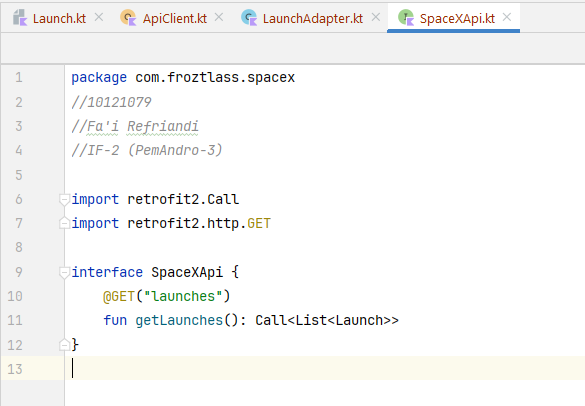 Launch.kt ApiClient.kt LaunchAdapter.kt SpaceXApi.kt
1 package com.froztlass.spacex
2 //10121079
3 //Fa'i Refriandi
4 //IF-2 (PemAndro-3)
5
6 import retrofit2.Call
7 import retrofit2.http.GET
8
9 interface SpaceXApi {
10 @GET("launches")
11 fun getLaunches(): Call<List<Launch>>
12 }
13